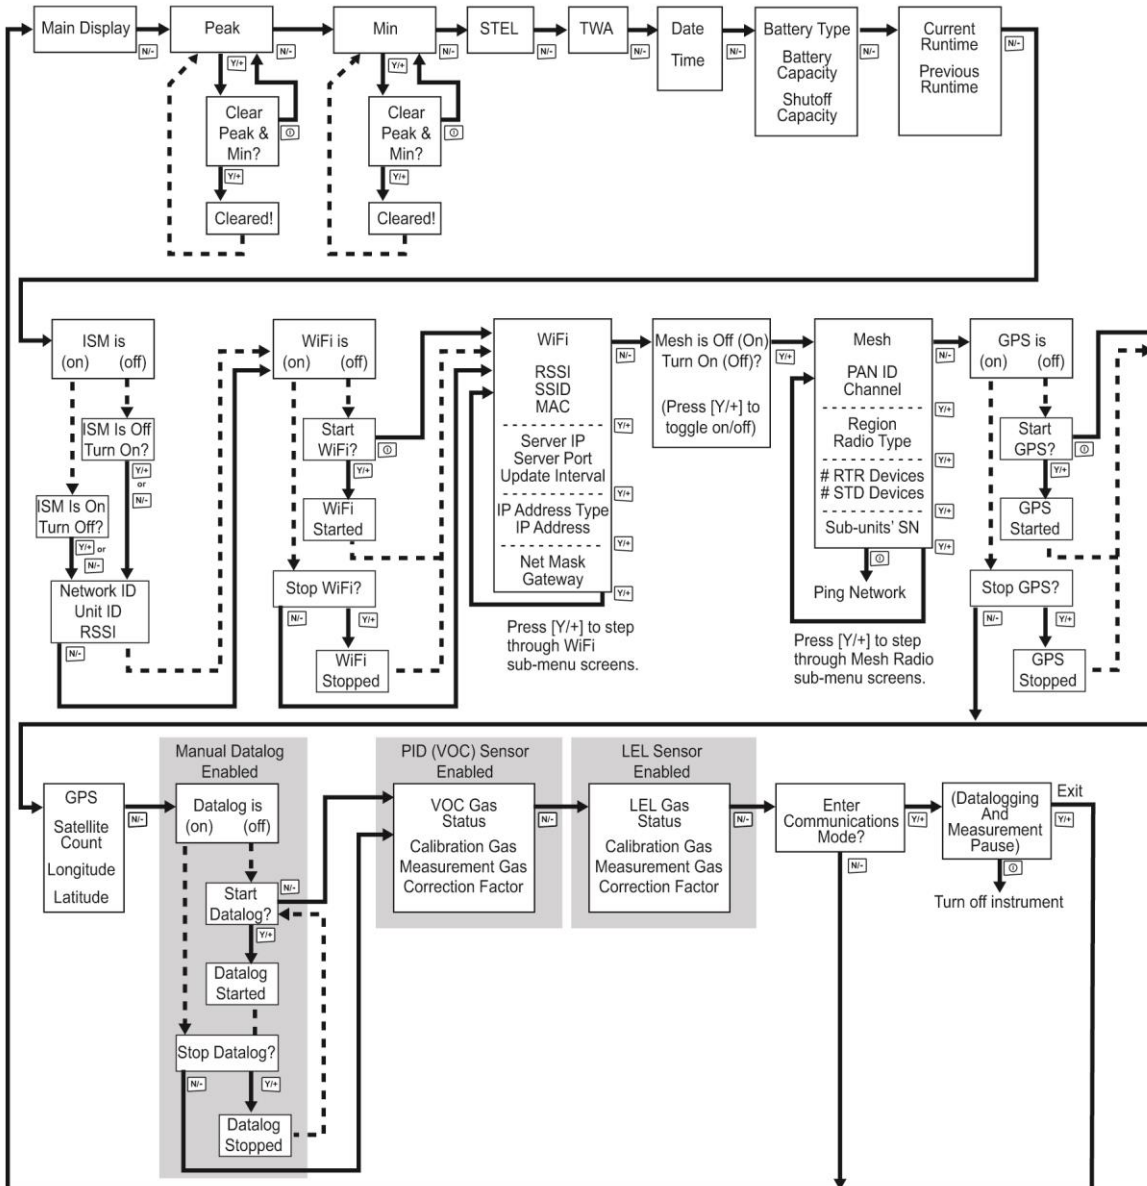 Main Display
N/-
Peak
N/-
Y/+
Clear
Peak &
Min?
Y/+
Cleared!
Min
N/-
Y/+
Clear
Peak &
Min?
Y/+
Cleared!
STEL
N/-
TWA
N/-
Date
Time
N/-
Battery Type
Battery
Capacity
Shutoff
Capacity
N/-
Current
Runtime
Previous
Runtime
N/-
ISM is
(on) (off)
ISM Is Off
Turn On?
Y/+
or
N/-
ISM Is On
Turn Off?
Y/+ or
N/-
Network ID
Unit ID
RSSI
N/-
WiFi is
(on) (off)
Start
WiFi?
Y/+
WiFi
Started
Stop WiFi?
N/-
Y/+
WiFi
Stopped
WiFi
N/-
RSSI
SSID
MAC
Y/+
Server IP
Server Port
Update Interval
Y/+
IP Address Type
IP Address
Y/+
Net Mask
Gateway
Y/+
Press [Y/+] to step
through WiFi
sub-menu screens.
Mesh is Off (On)
Turn On (Off)?
(Press [Y/+] to
toggle on/off)
Y/+
Mesh
N/-
PAN ID
Channel
Y/+
Region
Radio Type
Y/+
# RTR Devices
# STD Devices
Y/+
Sub-units' SN
Y/+
Ping Network
Press [Y/+] to step
through Mesh Radio
sub-menu screens.
GPS is
(on) (off)
Start
GPS?
Y/+
GPS
Started
Stop GPS?
N/-
Y/+
GPS
Stopped
GPS
Satellite
Count
Longitude
Latitude
N/-
Manual Datalog
Enabled
Datalog is
(on) (off)
Start
Datalog?
N/-
Y/+
Datalog
Started
Stop Datalog?
N/-
Y/+
Datalog
Stopped
PID (VOC) Sensor
Enabled
VOC Gas
Status
Calibration Gas
Measurement Gas
Correction Factor
N/-
LEL Sensor
Enabled
LEL Gas
Status
Calibration Gas
Measurement Gas
Correction Factor
N/-
Enter
Communications
Mode?
Y/+
N/-
(Datalogging
And
Measurement
Pause)
Exit
Y/+
Turn off instrument